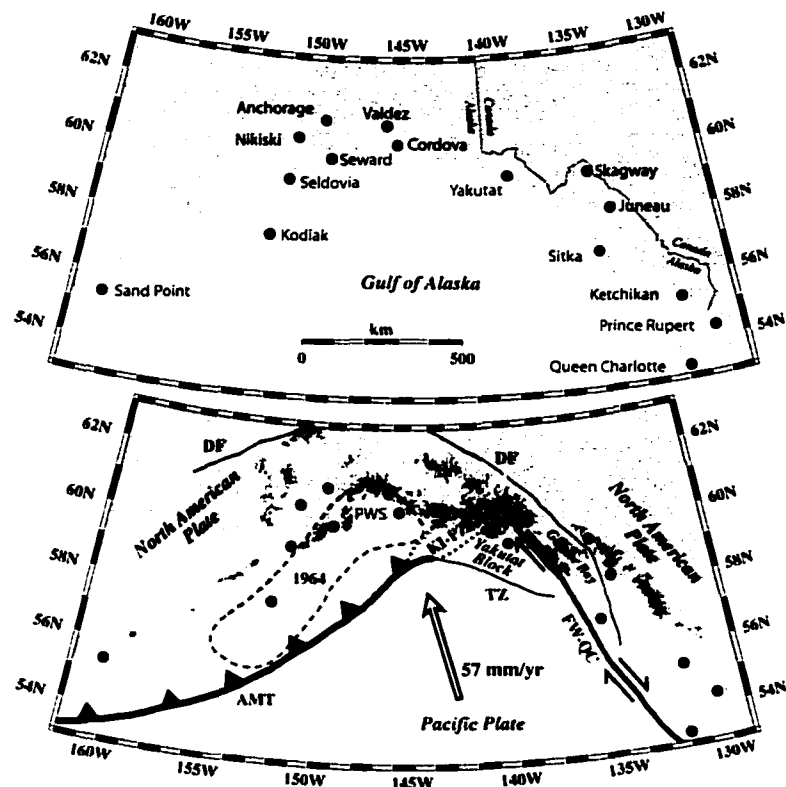 160W 155W 150W 145W 140W 135W 130W
62N 62N
60N 60N
58N 58N
56N 56N
54N 54N
Anchorage
Valdez
Nikiski
Cordova
Seward
Seldovia
Canada
Alaska
Yakutat
Skagway
Juneau
Kodiak
Sitka
Canada
Alaska
Sand Point
Gulf of Alaska
Ketchikan
Prince Rupert
km
0 500
Queen Charlotte
62N 62N
60N 60N
58N 58N
56N 56N
54N 54N
DF
DF
North American
Plate
North American
Plate
PWS
Yakutat
Block
1964
TZ
FW-QC
57 mm/yr
AMT
Pacific Plate
160W 155W 150W 145W 140W 135W 130W